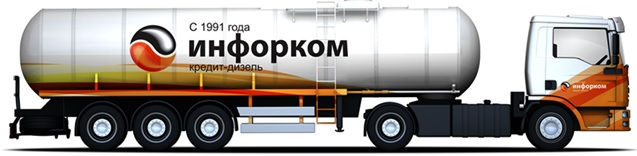 С 1991 года
инфорком
кредит-дизель
инфорком